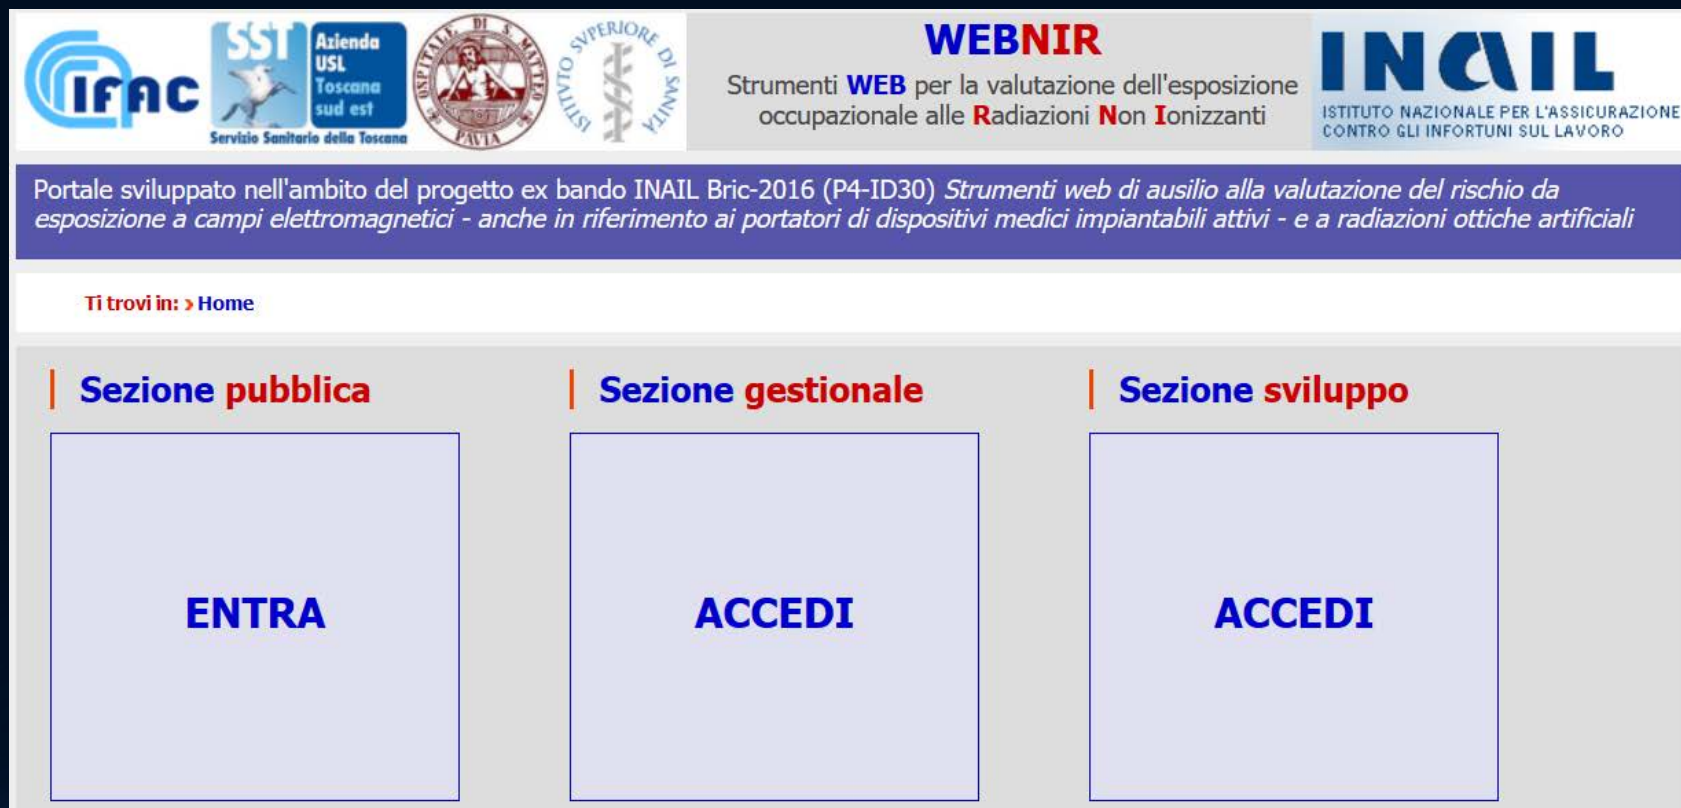 IFAC
SST
Azienda
USL
Toscana
sud est
Servizio Sanitario della Toscana
OSPITALE DI S. MATTEO
PAVIA
ISTITUTO SVPERIORE DI SANITA
WEBNIR
Strumenti WEB per la valutazione dell'esposizione
occupazionale alle Radiazioni Non Ionizzanti
INAIL
ISTITUTO NAZIONALE PER L'ASSICURAZIONE
CONTRO GLI INFORTUNI SUL LAVORO
Portale sviluppato nell'ambito del progetto ex bando INAIL Bric-2016 (P4-ID30) Strumenti web di ausilio alla valutazione del rischio da
esposizione a campi elettromagnetici - anche in riferimento ai portatori di dispositivi medici impiantabili attivi - e a radiazioni ottiche artificiali
Ti trovi in: › Home
Sezione pubblica
Sezione gestionale
Sezione sviluppo
ENTRA
ACCEDI
ACCEDI